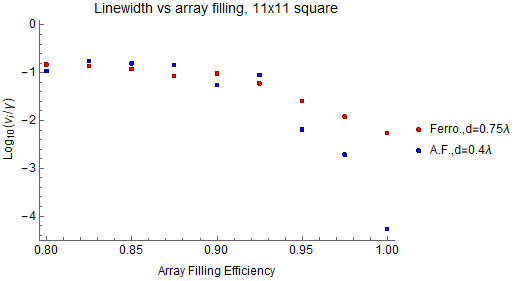 Linewidth vs array filling, 11x11 square
Log₁₀(νᵢ/γ)
0
−1
−2
−3
−4
0.80 0.85 0.90 0.95 1.00
Array Filling Efficiency
Ferro.,d=0.75λ
A.F.,d=0.4λ